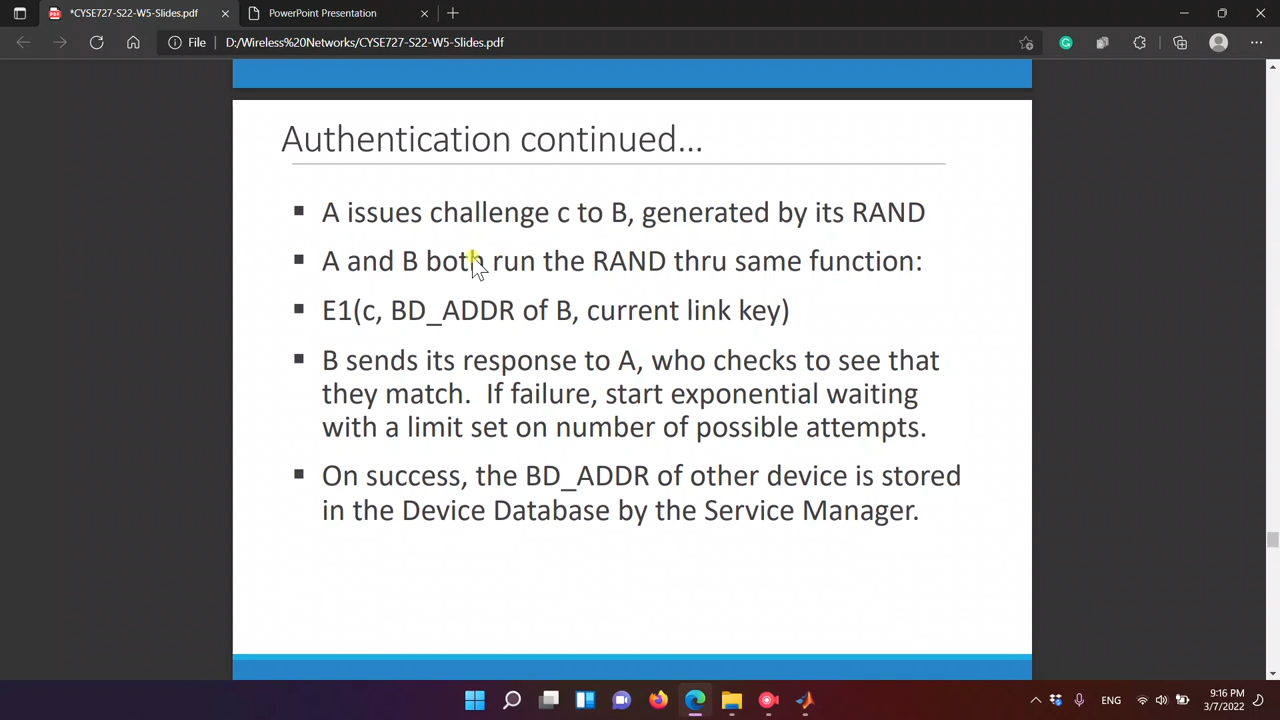 *CYSE727-S22-W5-Slides.pdf
PowerPoint Presentation
File
D:/Wireless%20Networks/CYSE727-S22-W5-Slides.pdf
Authentication continued…
▪ A issues challenge c to B, generated by its RAND
▪ A and B both run the RAND thru same function:
▪ E1(c, BD_ADDR of B, current link key)
▪ B sends its response to A, who checks to see that
they match.  If failure, start exponential waiting
with a limit set on number of possible attempts.
▪ On success, the BD_ADDR of other device is stored
in the Device Database by the Service Manager.
ENG
9:16 PM
3/7/2022